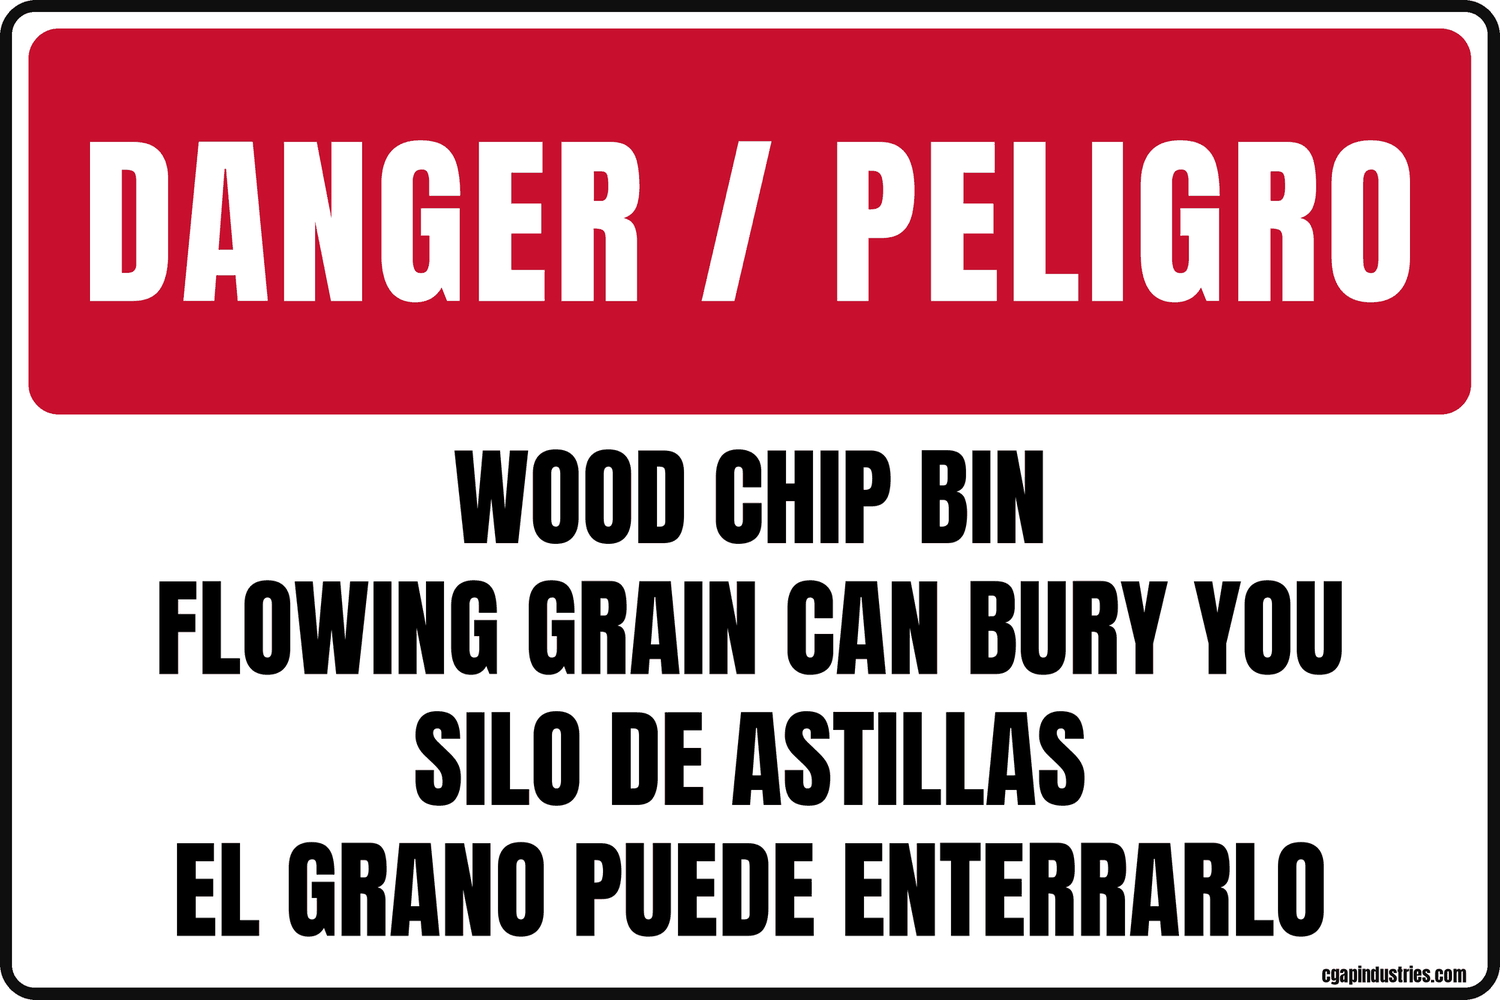 DANGER / PELIGRO
WOOD CHIP BIN
FLOWING GRAIN CAN BURY YOU
SILO DE ASTILLAS
EL GRANO PUEDE ENTERRARLO
cgapindustries.com